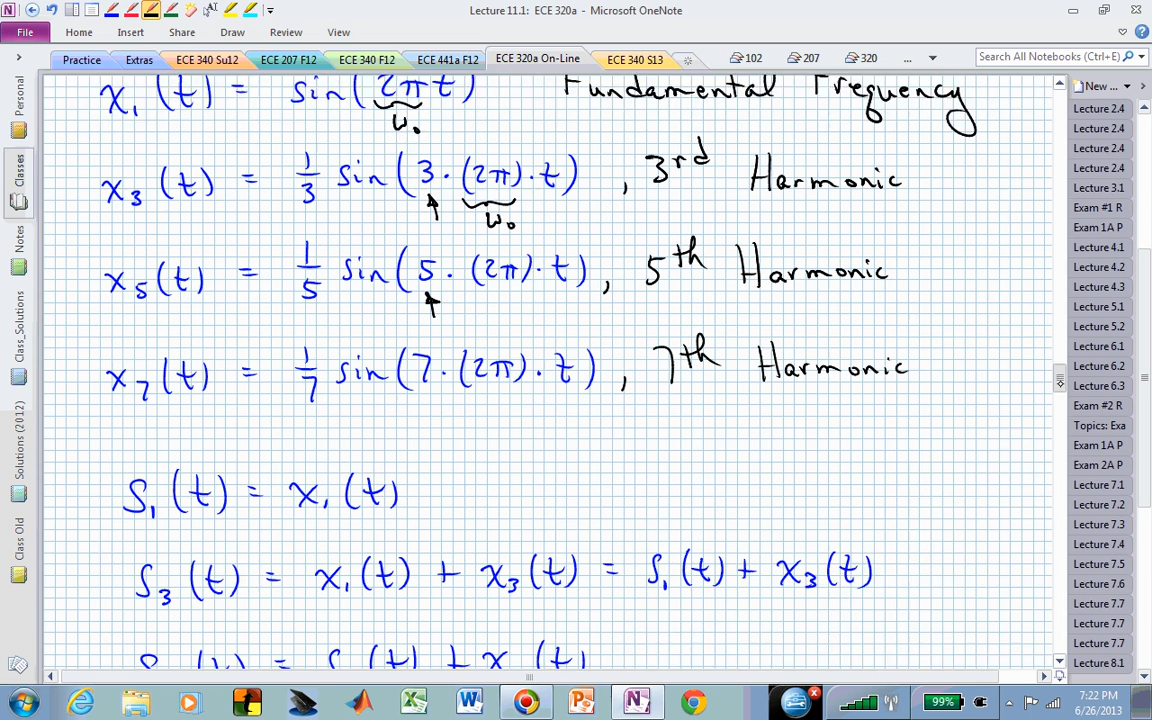 Lecture 11.1: ECE 320a - Microsoft OneNote
File Home Insert Share Draw Review View
Practice Extras ECE 340 Su12 ECE 207 F12 ECE 340 F12 ECE 441a F12 ECE 320a On-Line ECE 340 S13 102 207 320 ... Search All Notebooks (Ctrl+E)
Personal
Classes
Notes
Class_Solutions
Solutions (2012)
Class Old
x₁(t) = sin(2πt) Fundamental Frequency
ω₀
x₃(t) = 1/3 sin(3·(2π)·t), 3rd Harmonic
ω₀
x₅(t) = 1/5 sin(5·(2π)·t), 5th Harmonic
x₇(t) = 1/7 sin(7·(2π)·t), 7th Harmonic
S₁(t) = x₁(t)
S₃(t) = x₁(t) + x₃(t) = S₁(t) + x₃(t)
New ...
Lecture 2.4
Lecture 2.4
Lecture 2.4
Lecture 2.4
Lecture 3.1
Exam #1 R
Exam 1A P
Lecture 4.1
Lecture 4.2
Lecture 4.3
Lecture 5.1
Lecture 5.2
Lecture 6.1
Lecture 6.2
Lecture 6.3
Exam #2 R
Topics: Exa
Exam 1A P
Exam 2A P
Lecture 7.1
Lecture 7.2
Lecture 7.3
Lecture 7.4
Lecture 7.5
Lecture 7.6
Lecture 7.7
Lecture 7.7
Lecture 7.7
Lecture 8.1
99%
7:22 PM
6/26/2013